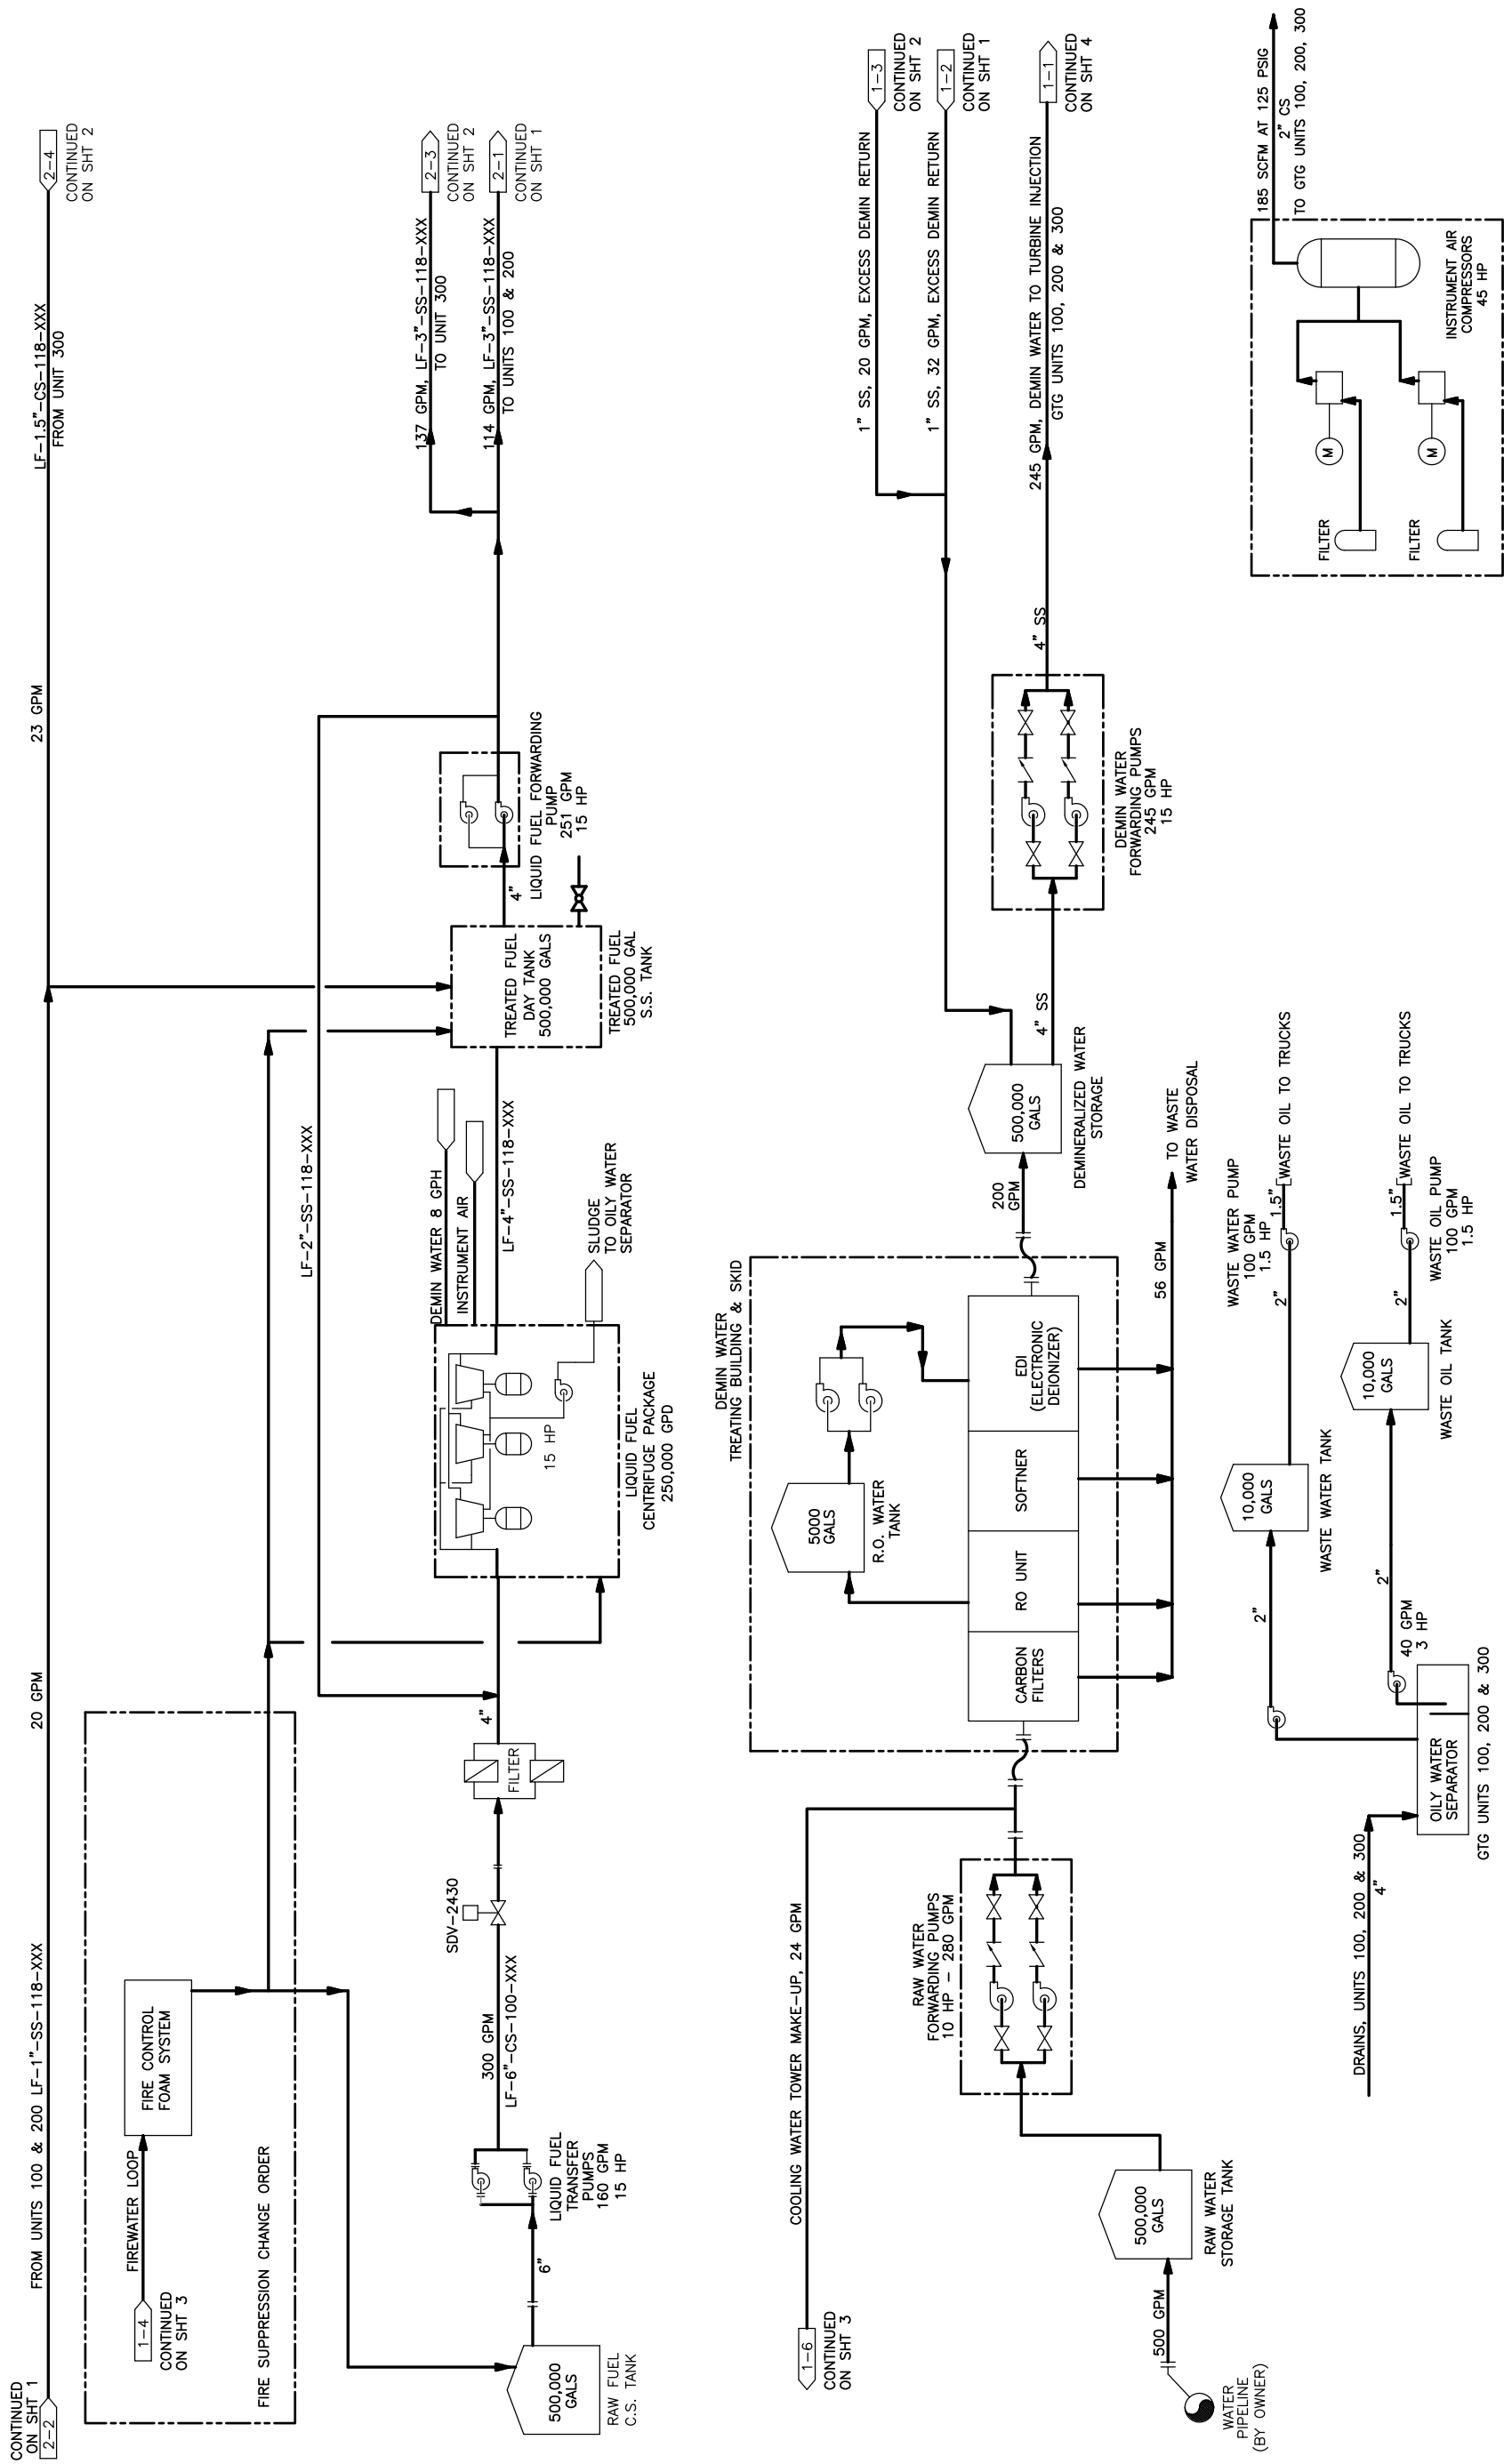 CONTINUED
ON SHT 1
2-2
FROM UNITS 100 & 200 LF-1"-SS-118-XXX
20 GPM
23 GPM
LF-1.5"-CS-118-XXX
FROM UNIT 300
2-4
CONTINUED
ON SHT 2
FIREWATER LOOP
1-4
CONTINUED
ON SHT 3
FIRE CONTROL
FOAM SYSTEM
FIRE SUPPRESSION CHANGE ORDER
500,000
GALS
RAW FUEL
C.S. TANK
6"
LIQUID FUEL
TRANSFER
PUMPS
160 GPM
15 HP
300 GPM
LF-6"-CS-100-XXX
SDV-2430
FILTER
4"
LF-2"-SS-118-XXX
15 HP
LIQUID FUEL
CENTRIFUGE PACKAGE
250,000 GPD
DEMIN WATER 8 GPH
INSTRUMENT AIR
LF-4"-SS-118-XXX
SLUDGE
TO OILY WATER
SEPARATOR
TREATED FUEL
DAY TANK
500,000 GALS
TREATED FUEL
500,000 GAL
S.S. TANK
4"
LIQUID FUEL FORWARDING
PUMP
251 GPM
15 HP
137 GPM, LF-3"-SS-118-XXX
TO UNIT 300
2-3
CONTINUED
ON SHT 2
114 GPM, LF-3"-SS-118-XXX
TO UNITS 100 & 200
2-1
CONTINUED
ON SHT 1
1-6
CONTINUED
ON SHT 3
COOLING WATER TOWER MAKE-UP, 24 GPM
WATER
PIPELINE
(BY OWNER)
500 GPM
500,000
GALS
RAW WATER
STORAGE TANK
RAW WATER
FORWARDING PUMPS
10 HP - 280 GPM
DEMIN WATER
TREATING BUILDING & SKID
5000
GALS
R.O. WATER
TANK
CARBON
FILTERS
RO UNIT
SOFTNER
EDI
(ELECTRONIC
DEIONIZER)
56 GPM
TO WASTE
WATER DISPOSAL
200
GPM
500,000
GALS
DEMINERALIZED WATER
STORAGE
4" SS
DEMIN WATER
FORWARDING PUMPS
245 GPM
15 HP
4" SS
1" SS, 20 GPM, EXCESS DEMIN RETURN
1-3
CONTINUED
ON SHT 2
1" SS, 32 GPM, EXCESS DEMIN RETURN
1-2
CONTINUED
ON SHT 1
245 GPM, DEMIN WATER TO TURBINE INJECTION
GTG UNITS 100, 200 & 300
1-1
CONTINUED
ON SHT 4
DRAINS, UNITS 100, 200 & 300
4"
OILY WATER
SEPARATOR
GTG UNITS 100, 200 & 300
2"
10,000
GALS
WASTE WATER TANK
2"
WASTE WATER PUMP
100 GPM
1.5 HP
1.5"
WASTE OIL TO TRUCKS
40 GPM
3 HP
2"
10,000
GALS
WASTE OIL TANK
2"
WASTE OIL PUMP
100 GPM
1.5 HP
1.5"
WASTE OIL TO TRUCKS
FILTER
M
FILTER
M
INSTRUMENT AIR
COMPRESSORS
45 HP
185 SCFM AT 125 PSIG
2" CS
TO GTG UNITS 100, 200, 300